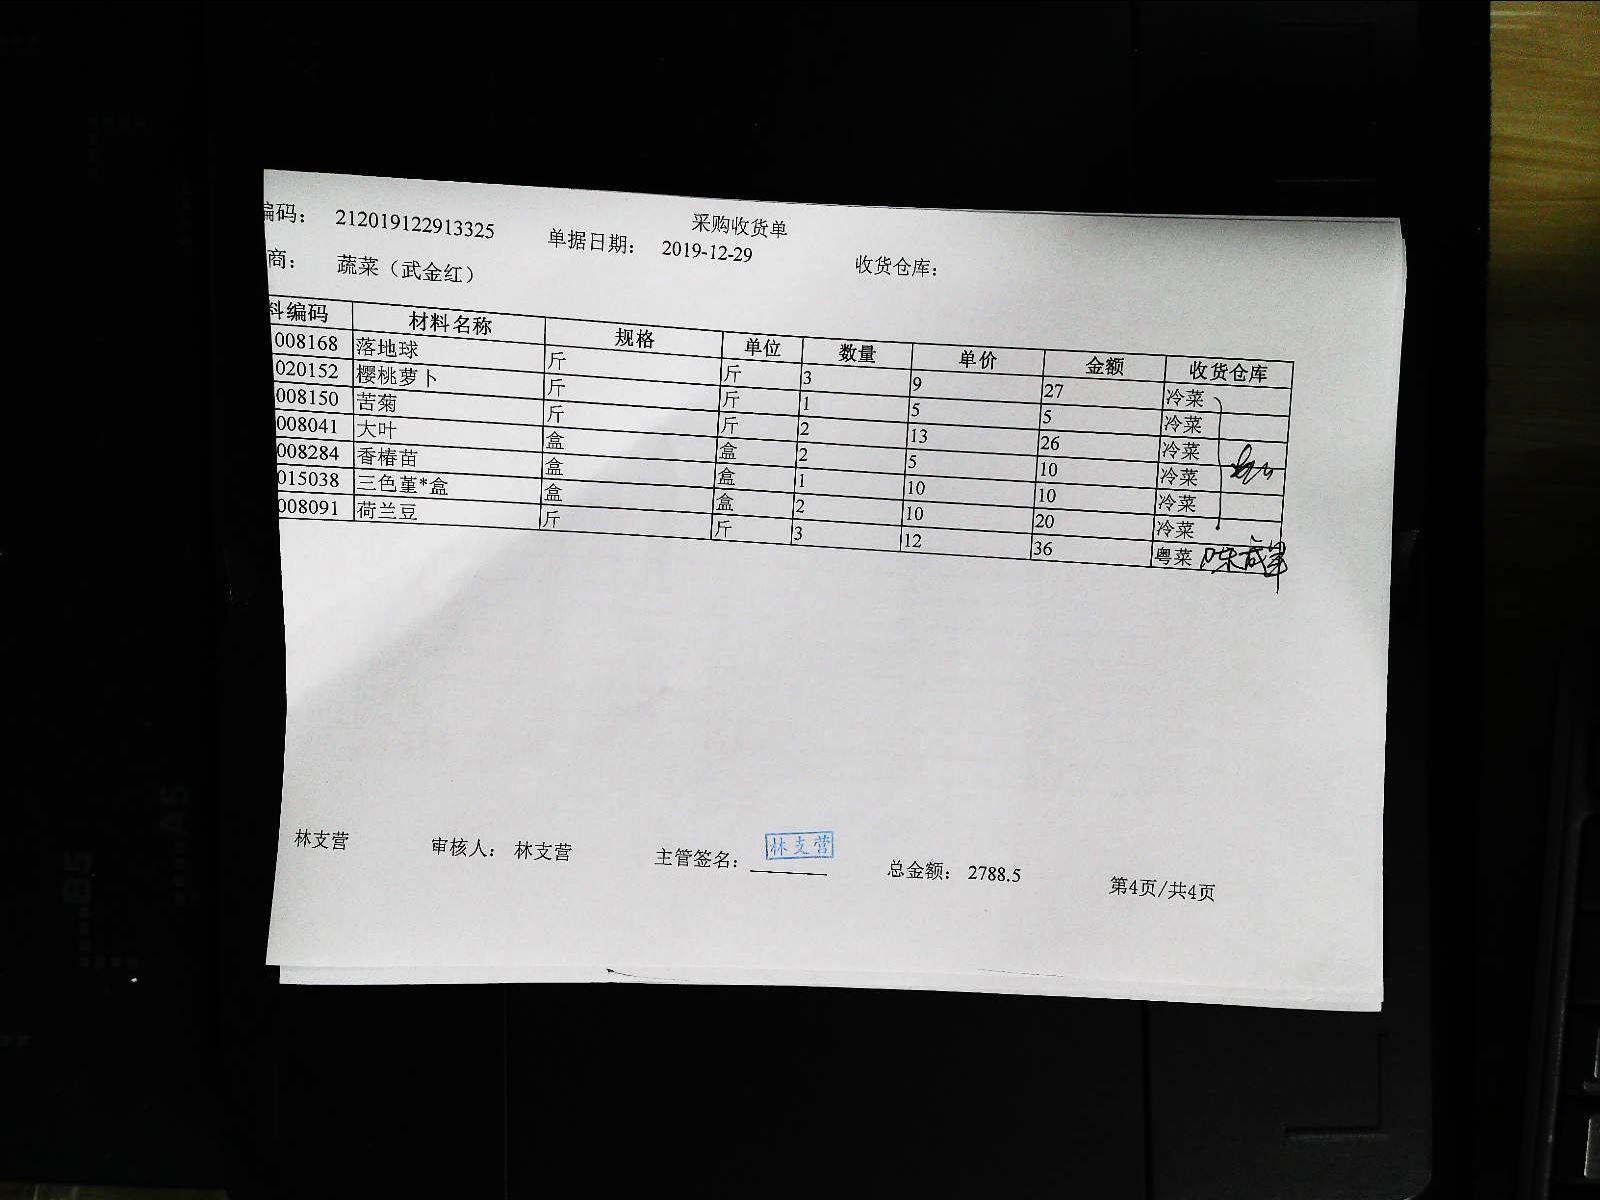 采购收货单
编码： 212019122913325 单据日期： 2019-12-29 收货仓库：
商： 蔬菜（武金红）
料编码 材料名称 规格 单位 数量 单价 金额 收货仓库
008168 落地球 斤 斤 3 9 27 冷菜
020152 樱桃萝卜 斤 斤 1 5 5 冷菜
008150 苦菊 斤 斤 2 13 26 冷菜
008041 大叶 盒 盒 2 5 10 冷菜
008284 香椿苗 盒 盒 1 10 10 冷菜
015038 三色堇*盒 盒 盒 2 10 20 冷菜
008091 荷兰豆 斤 斤 3 12 36 粤菜
林支营 审核人： 林支营 主管签名： 林支营 总金额： 2788.5 第4页/共4页